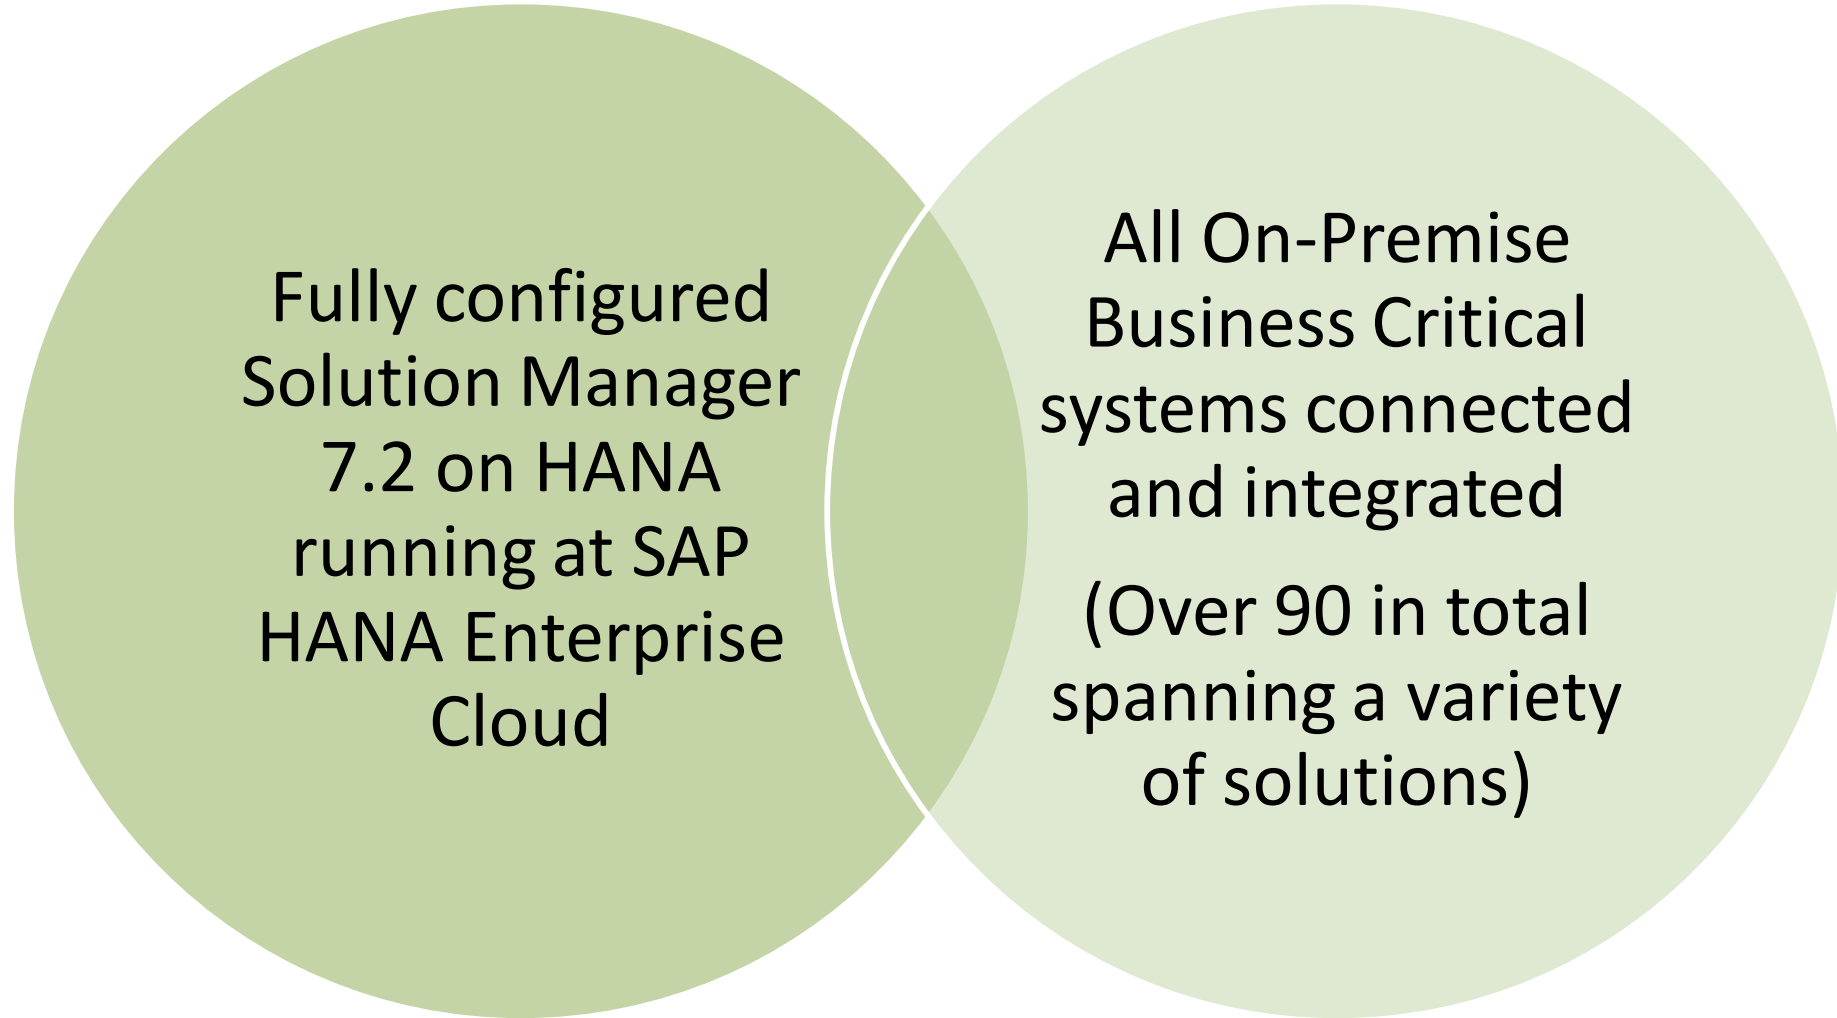 Fully configured
Solution Manager
7.2 on HANA
running at SAP
HANA Enterprise
Cloud
All On-Premise
Business Critical
systems connected
and integrated
(Over 90 in total
spanning a variety
of solutions)